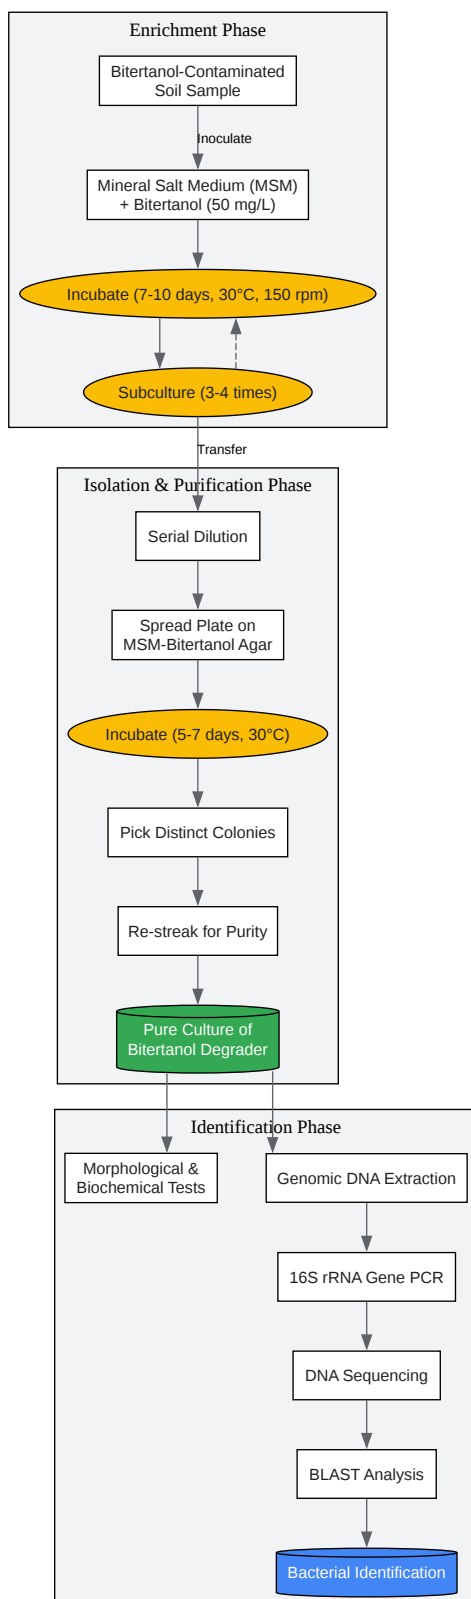 Enrichment Phase
Bitertanol-Contaminated
Soil Sample
Inoculate
Mineral Salt Medium (MSM)
+ Bitertanol (50 mg/L)
Incubate (7-10 days, 30°C, 150 rpm)
Subculture (3-4 times)
Transfer
Isolation & Purification Phase
Serial Dilution
Spread Plate on
MSM-Bitertanol Agar
Incubate (5-7 days, 30°C)
Pick Distinct Colonies
Re-streak for Purity
Pure Culture of
Bitertanol Degrader
Identification Phase
Morphological &
Biochemical Tests
Genomic DNA Extraction
16S rRNA Gene PCR
DNA Sequencing
BLAST Analysis
Bacterial Identification